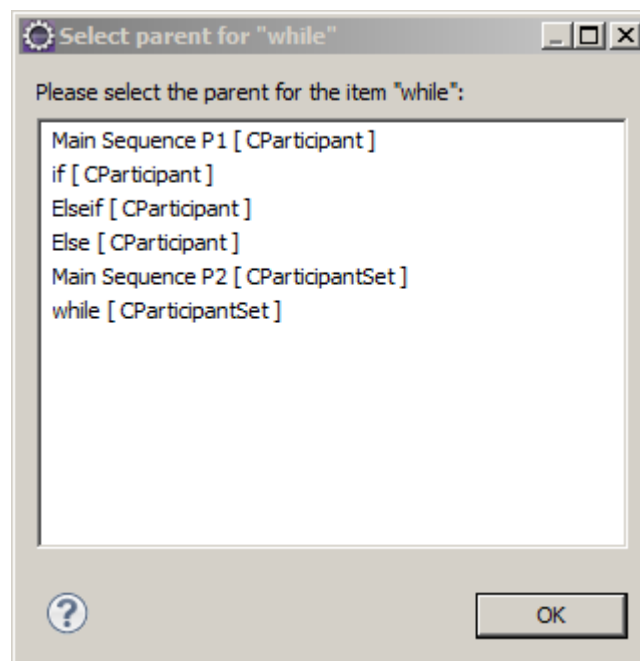 Select parent for "while"
Please select the parent for the item "while":
Main Sequence P1 [ CParticipant ]
if [ CParticipant ]
Elseif [ CParticipant ]
Else [ CParticipant ]
Main Sequence P2 [ CParticipantSet ]
while [ CParticipantSet ]
?
OK